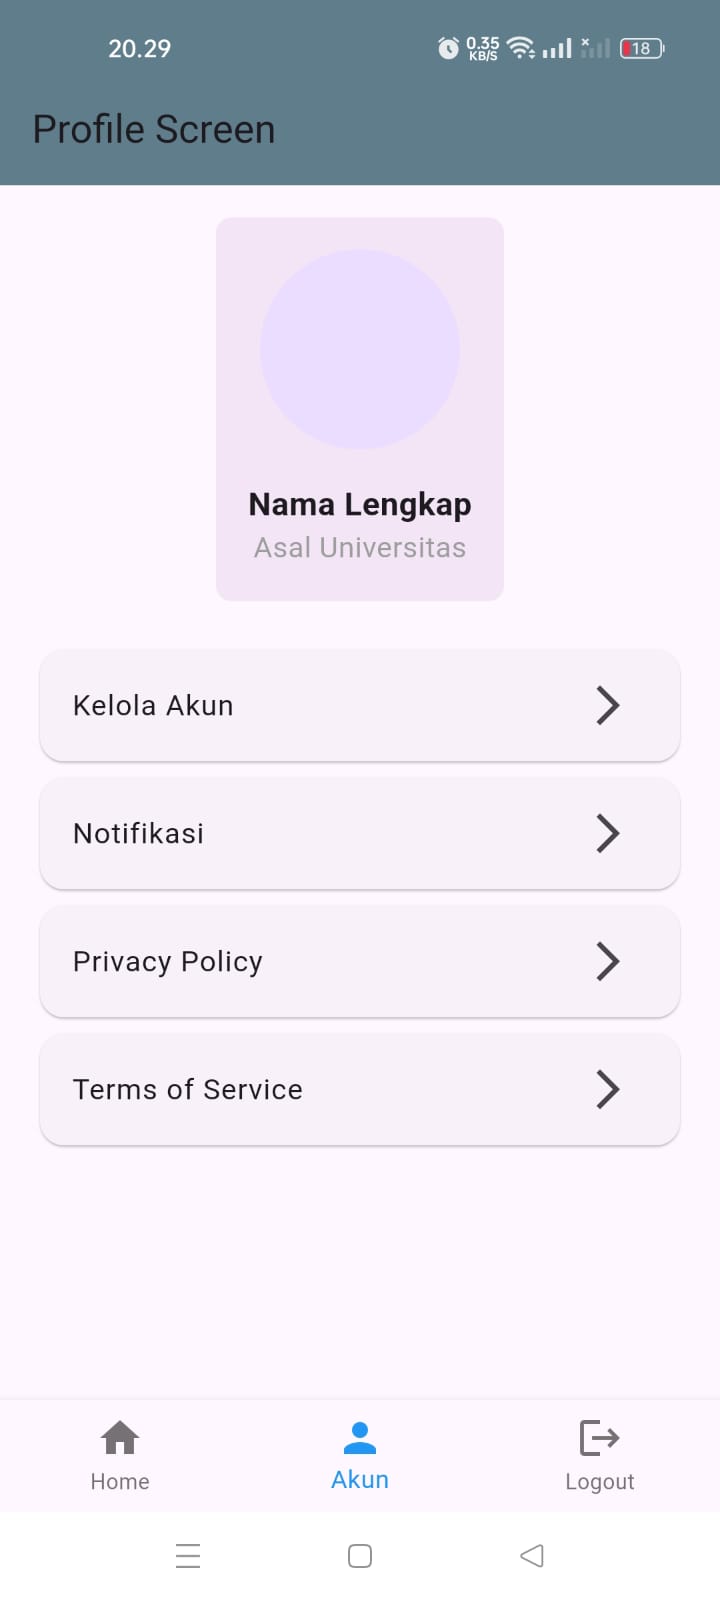 20.29
0.35
KB/S
18
Profile Screen
Nama Lengkap
Asal Universitas
Kelola Akun
Notifikasi
Privacy Policy
Terms of Service
Home
Akun
Logout